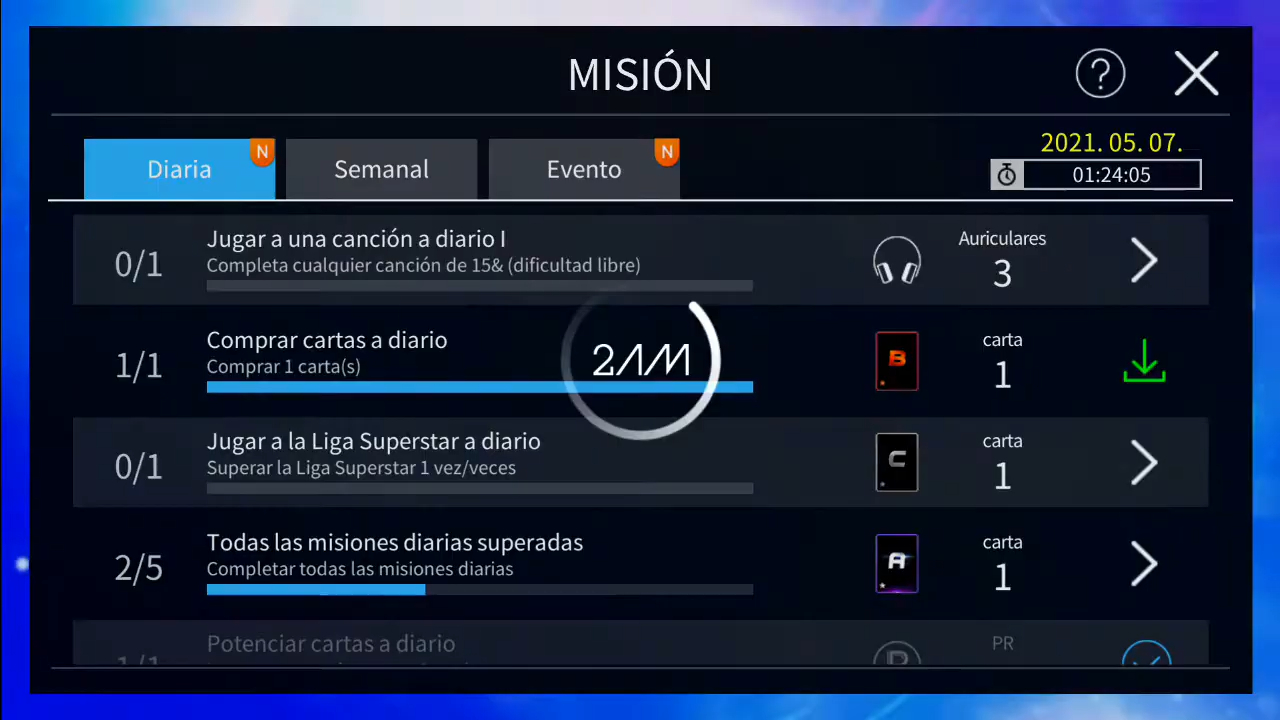 MISIÓN
?
Diaria
N
Semanal
Evento
N
2021. 05. 07.
01:24:05
0/1
Jugar a una canción a diario I
Completa cualquier canción de 15& (dificultad libre)
Auriculares
3
1/1
Comprar cartas a diario
Comprar 1 carta(s)
2AM
B
carta
1
0/1
Jugar a la Liga Superstar a diario
Superar la Liga Superstar 1 vez/veces
C
carta
1
2/5
Todas las misiones diarias superadas
Completar todas las misiones diarias
A
carta
1
1/1
Potenciar cartas a diario
R
PR